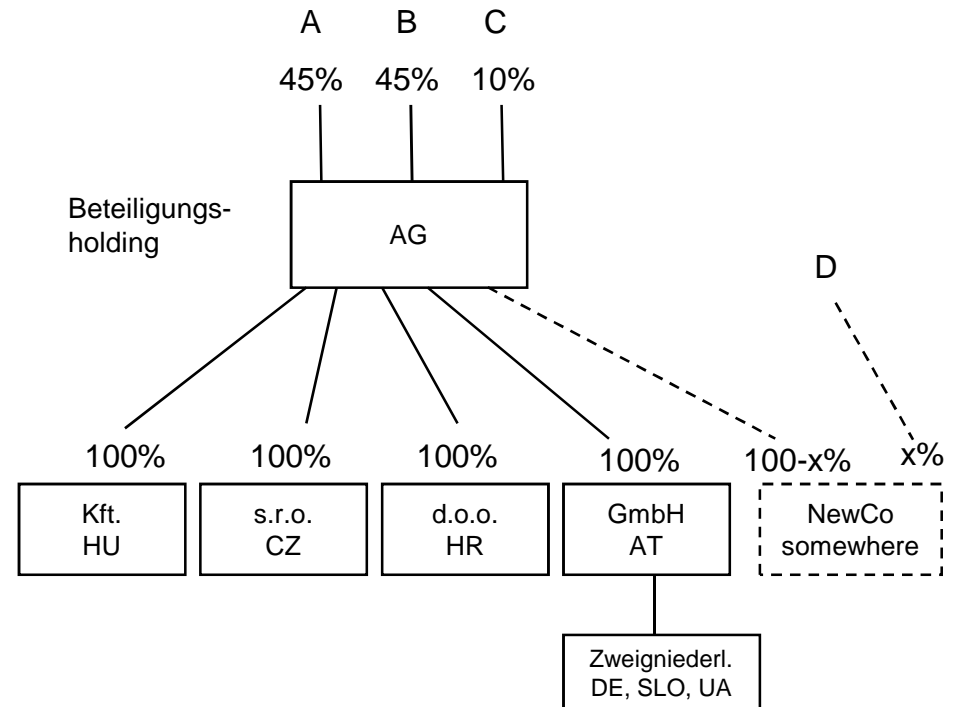 A B C
45% 45% 10%
Beteiligungs-
holding
AG
D
100% 100% 100% 100% 100-x% x%
Kft.
HU
s.r.o.
CZ
d.o.o.
HR
GmbH
AT
NewCo
somewhere
Zweigniederl.
DE, SLO, UA